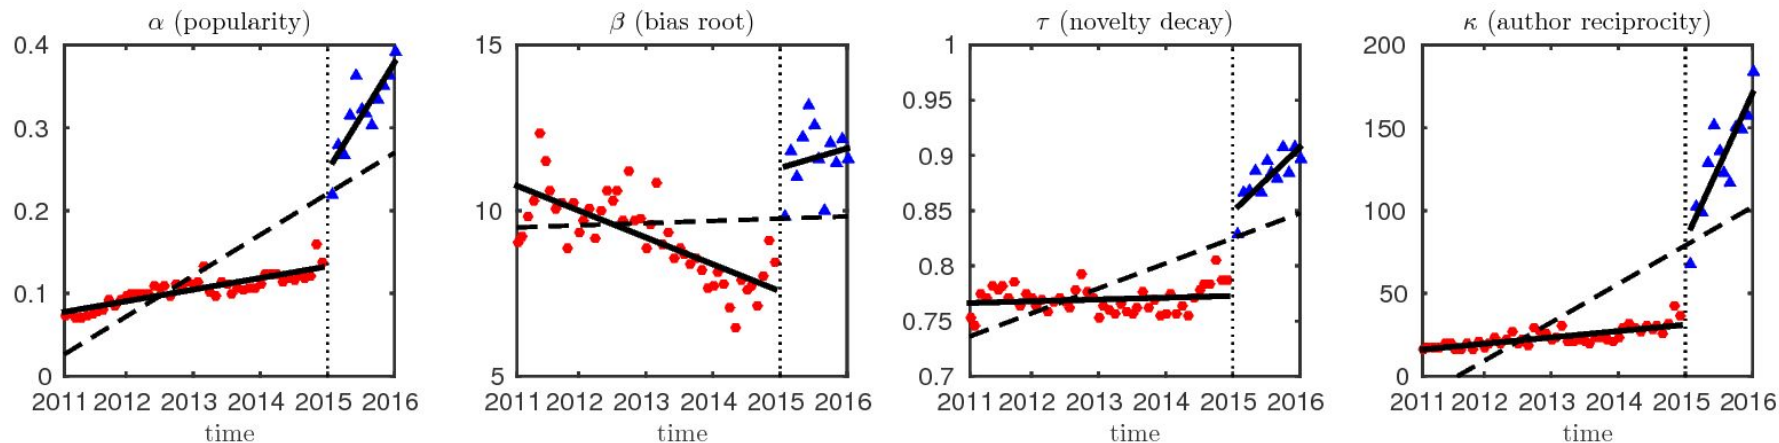 α (popularity)
0.4
0.3
0.2
0.1
0
2011 2012 2013 2014 2015 2016
time
β (bias root)
15
10
5
2011 2012 2013 2014 2015 2016
time
τ (novelty decay)
1
0.95
0.9
0.85
0.8
0.75
0.7
2011 2012 2013 2014 2015 2016
time
κ (author reciprocity)
200
150
100
50
0
2011 2012 2013 2014 2015 2016
time